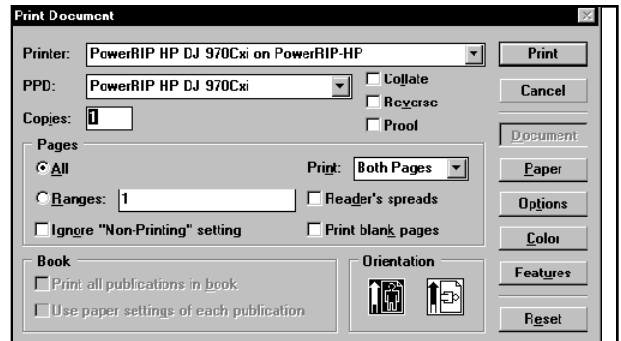 Print Document
Printer: PowerRIP HP DJ 970Cxi on PowerRIP-HP Print
PPD: PowerRIP HP DJ 970Cxi Collate Cancel
Reverse
Copies: 1 Proof Document
Pages
All Print: Both Pages Paper
Ranges: 1 Reader's spreads Options
Ignore "Non-Printing" setting Print blank pages Color
Book Orientation Features
Print all publications in book
Use paper settings of each publication Reset